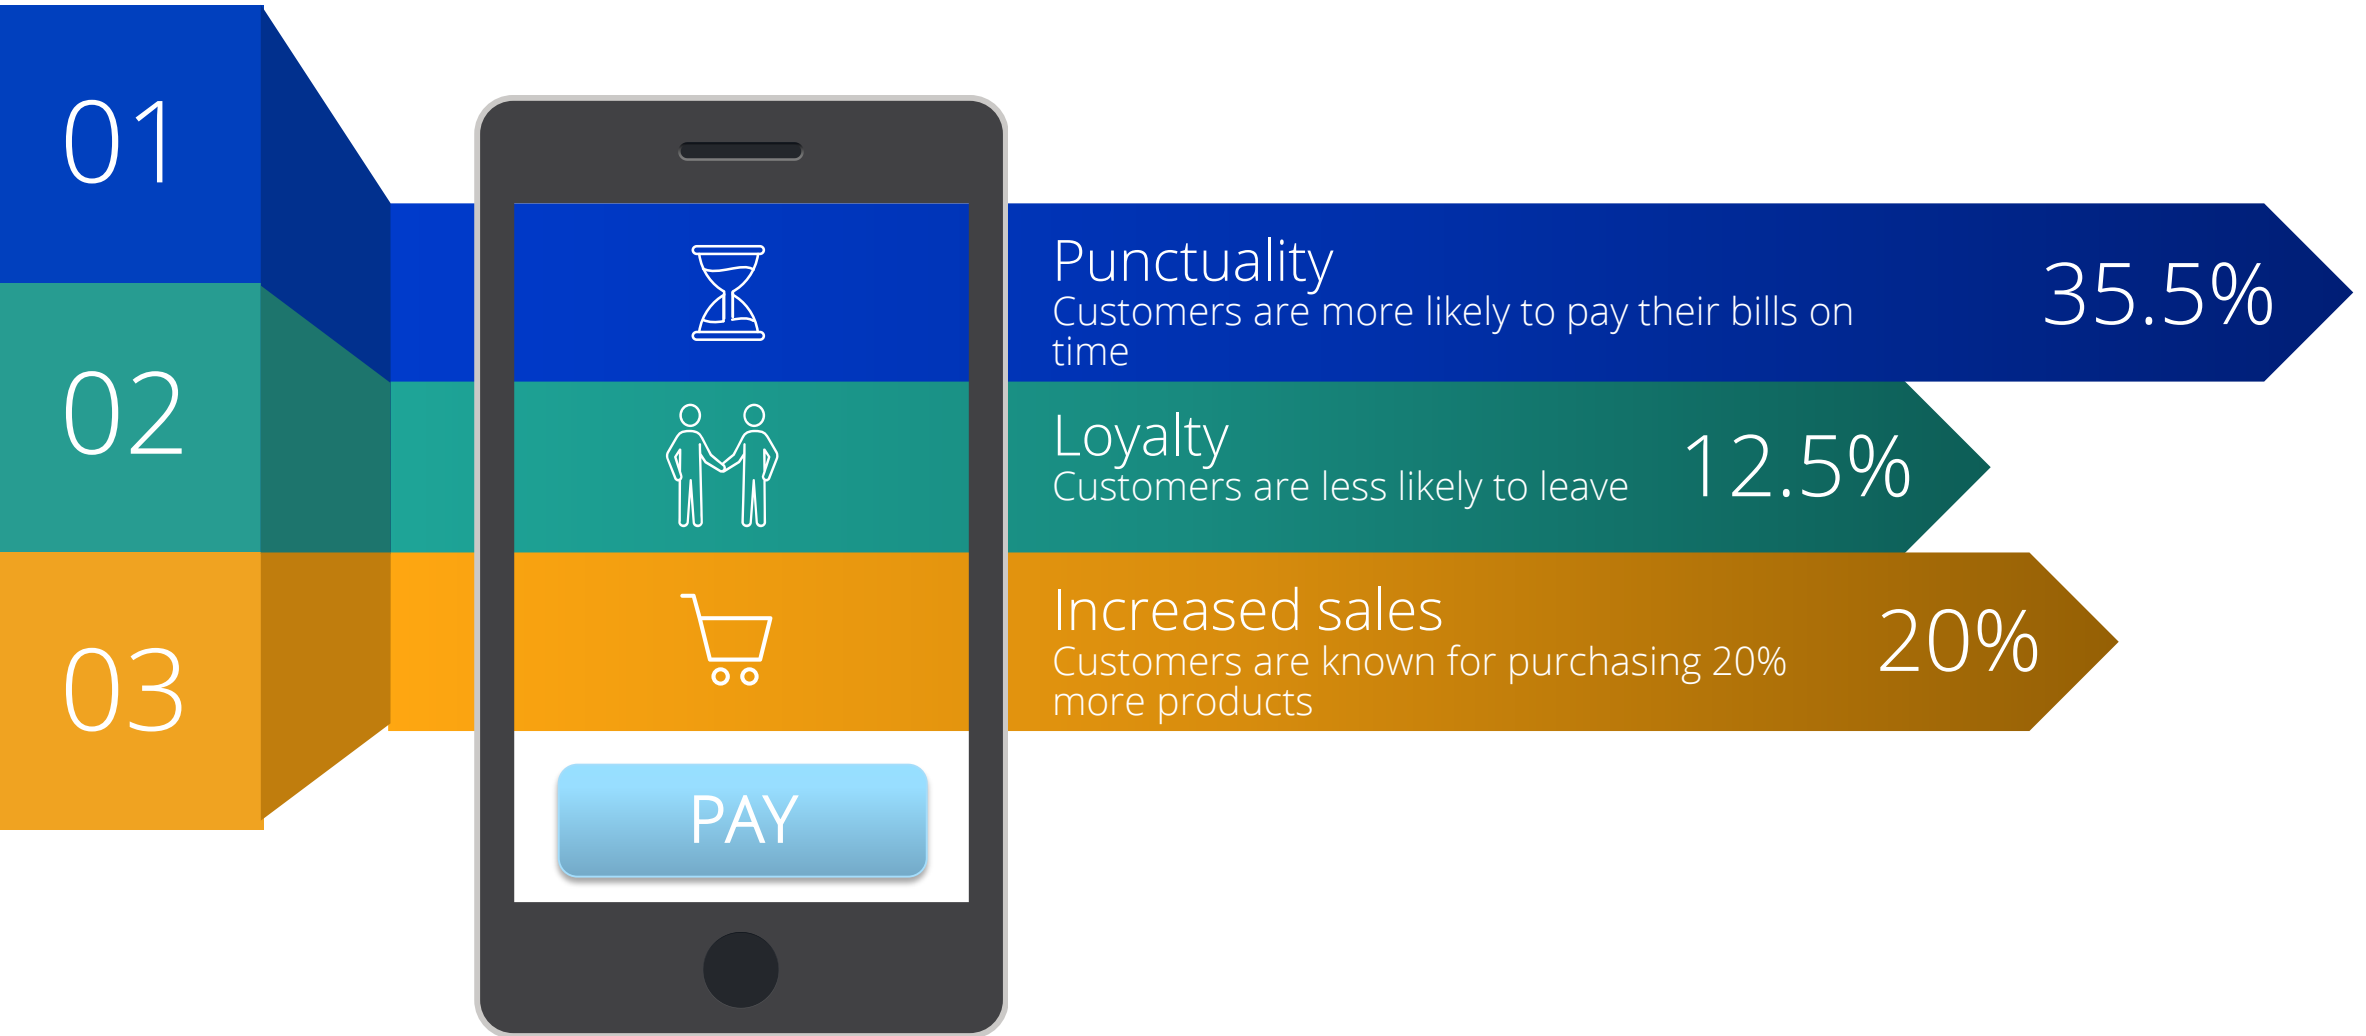 01
Punctuality
Customers are more likely to pay their bills on
time
35.5%
02
Loyalty
Customers are less likely to leave
12.5%
03
Increased sales
Customers are known for purchasing 20%
more products
20%
PAY